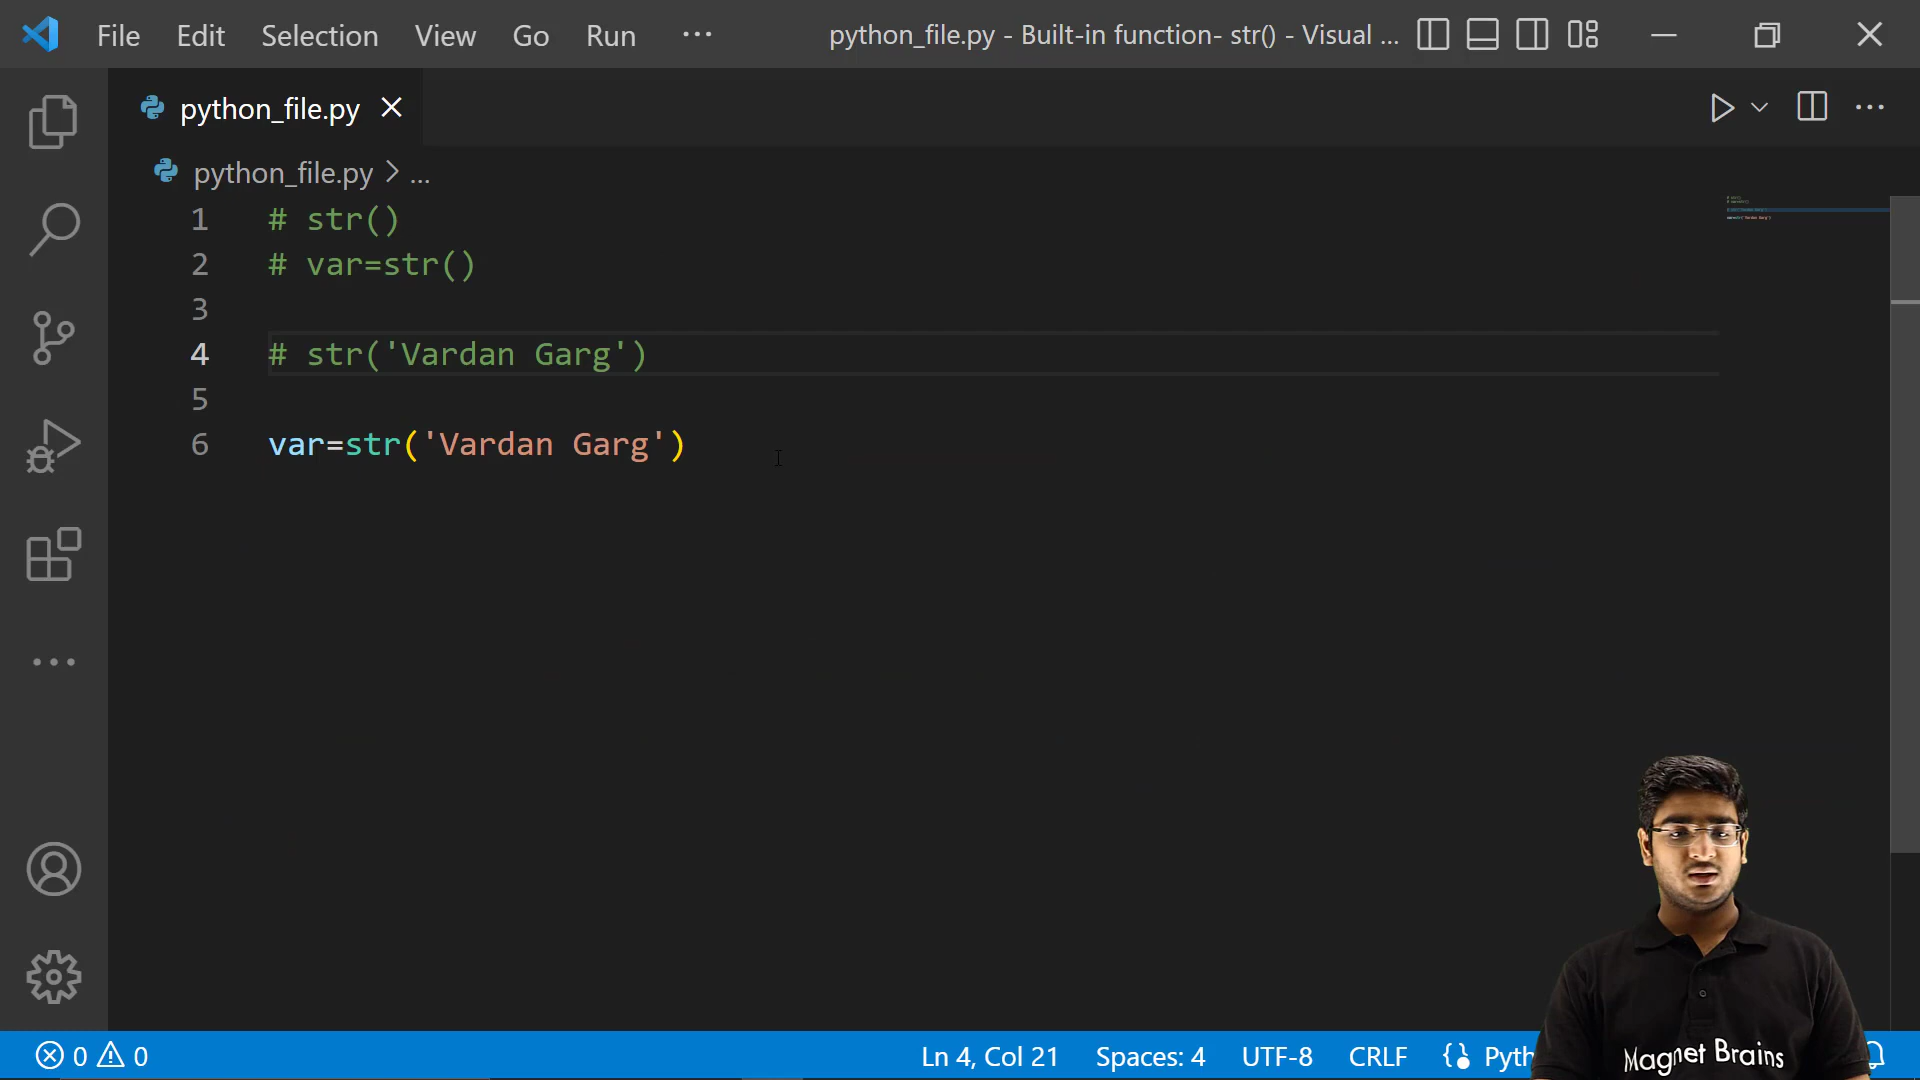 File Edit Selection View Go Run ... python_file.py - Built-in function- str() - Visual ...
python_file.py
python_file.py > ...
1 # str()
2 # var=str()
3
4 # str('Vardan Garg')
5
6 var=str('Vardan Garg')
0 0 Ln 4, Col 21 Spaces: 4 UTF-8 CRLF
Magnet Brains